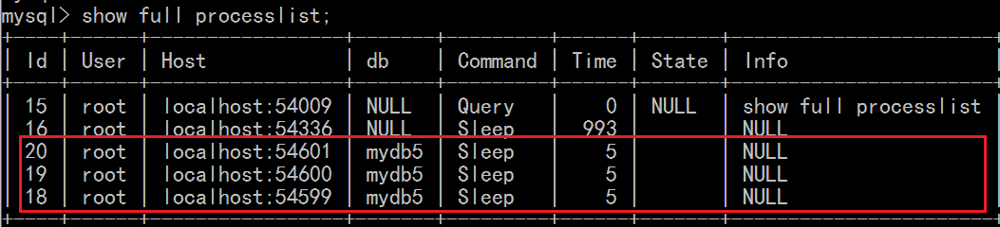 mysql> show full processlist;
+----+------+-----------------+-------+---------+------+-------+-----------------------+
| Id | User | Host | db | Command | Time | State | Info |
+----+------+-----------------+-------+---------+------+-------+-----------------------+
| 15 | root | localhost:54009 | NULL | Query | 0 | NULL | show full processlist
| 16 | root | localhost:54336 | NULL | Sleep | 993 | | NULL
| 20 | root | localhost:54601 | mydb5 | Sleep | 5 | | NULL
| 19 | root | localhost:54600 | mydb5 | Sleep | 5 | | NULL
| 18 | root | localhost:54599 | mydb5 | Sleep | 5 | | NULL
+----+------+-----------------+-------+---------+------+-------+-----------------------+